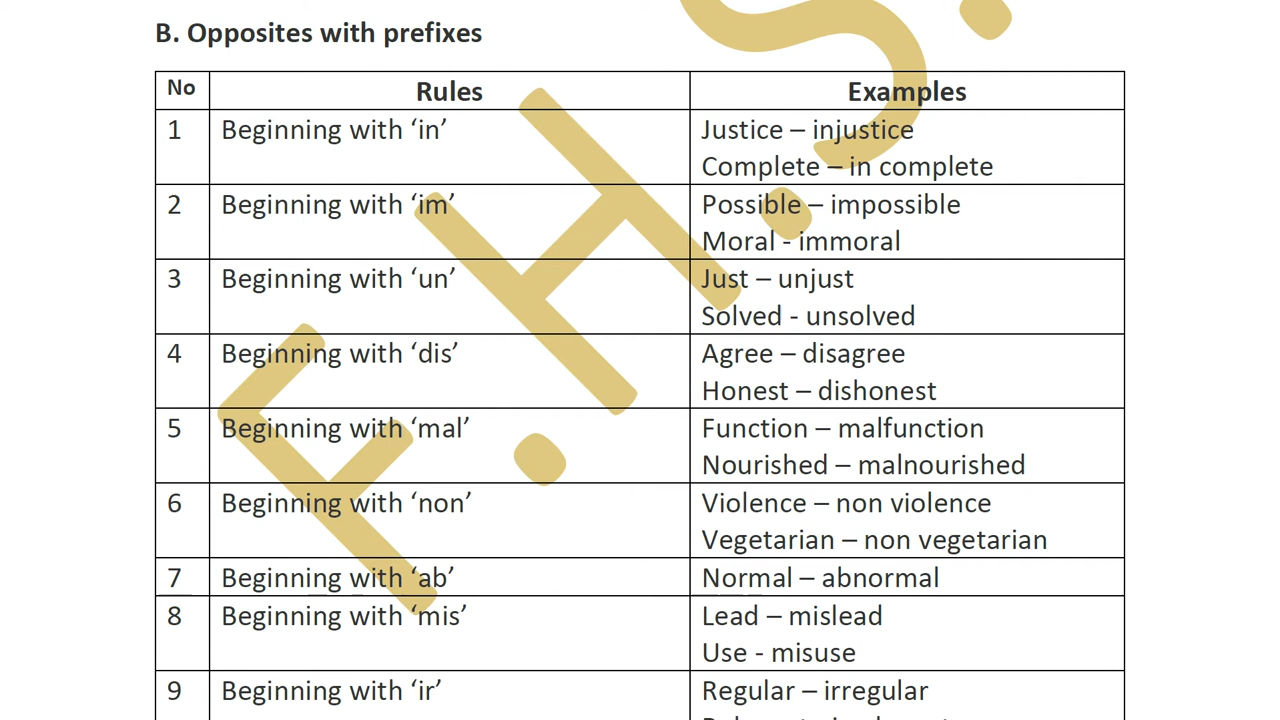 B. Opposites with prefixes
No Rules Examples
1 Beginning with ‘in’ Justice – injustice
Complete – in complete
2 Beginning with ‘im’ Possible – impossible
Moral - immoral
3 Beginning with ‘un’ Just – unjust
Solved - unsolved
4 Beginning with ‘dis’ Agree – disagree
Honest – dishonest
5 Beginning with ‘mal’ Function – malfunction
Nourished – malnourished
6 Beginning with ‘non’ Violence – non violence
Vegetarian – non vegetarian
7 Beginning with ‘ab’ Normal – abnormal
8 Beginning with ‘mis’ Lead – mislead
Use - misuse
9 Beginning with ‘ir’ Regular – irregular
F.H.S.